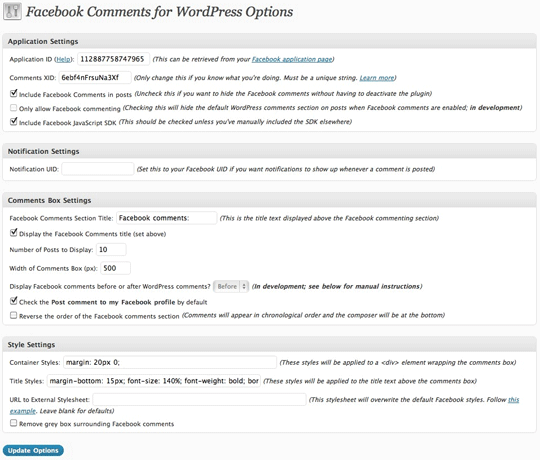 Facebook Comments for WordPress Options
Application Settings
Application ID (Help): 112887758747965 (This can be retrieved from your Facebook application page)
Comments XID: 6ebf4nFrsuNa3Xf (Only change this if you know what you're doing. Must be a unique string. Learn more)
Include Facebook Comments in posts (Uncheck this if you want to hide the Facebook comments without having to deactivate the plugin)
Only allow Facebook commenting (Checking this will hide the default WordPress comments section on posts when Facebook comments are enabled; in development)
Include Facebook JavaScript SDK (This should be checked unless you've manually included the SDK elsewhere)
Notification Settings
Notification UID: (Set this to your Facebook UID if you want notifications to show up whenever a comment is posted)
Comments Box Settings
Facebook Comments Section Title: Facebook comments: (This is the title text displayed above the Facebook commenting section)
Display the Facebook Comments title (set above)
Number of Posts to Display: 10
Width of Comments Box (px): 500
Display Facebook comments before or after WordPress comments? Before (In development; see below for manual instructions)
Check the Post comment to my Facebook profile by default
Reverse the order of the Facebook comments section (Comments will appear in chronological order and the composer will be at the bottom)
Style Settings
Container Styles: margin: 20px 0; (These styles will be applied to a <div> element wrapping the comments box)
Title Styles: margin-bottom: 15px; font-size: 140%; font-weight: bold; bor (These styles will be applied to the title text above the comments box)
URL to External Stylesheet: (This stylesheet will overwrite the default Facebook styles. Follow this
example. Leave blank for defaults)
Remove grey box surrounding Facebook comments
Update Options